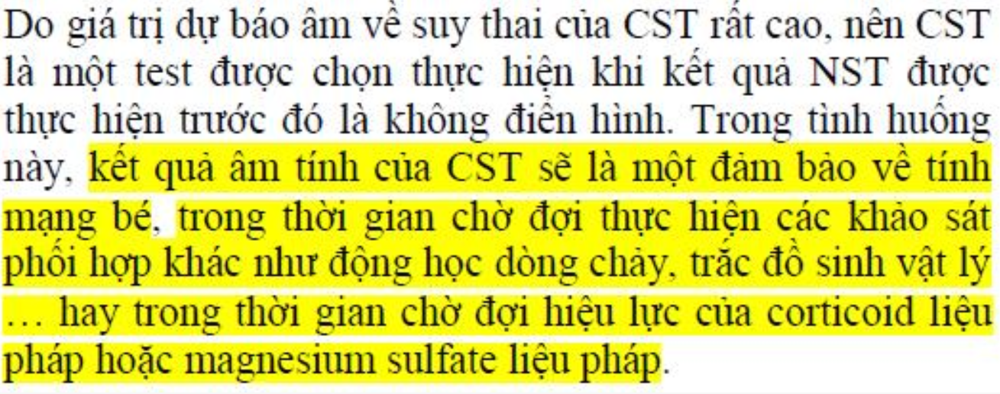 Do giá trị dự báo âm về suy thai của CST rất cao, nên CST
là một test được chọn thực hiện khi kết quả NST được
thực hiện trước đó là không điển hình. Trong tình huống
này, kết quả âm tính của CST sẽ là một đảm bảo về tính
mạng bé, trong thời gian chờ đợi thực hiện các khảo sát
phối hợp khác như động học dòng chảy, trắc đồ sinh vật lý
… hay trong thời gian chờ đợi hiệu lực của corticoid liệu
pháp hoặc magnesium sulfate liệu pháp.